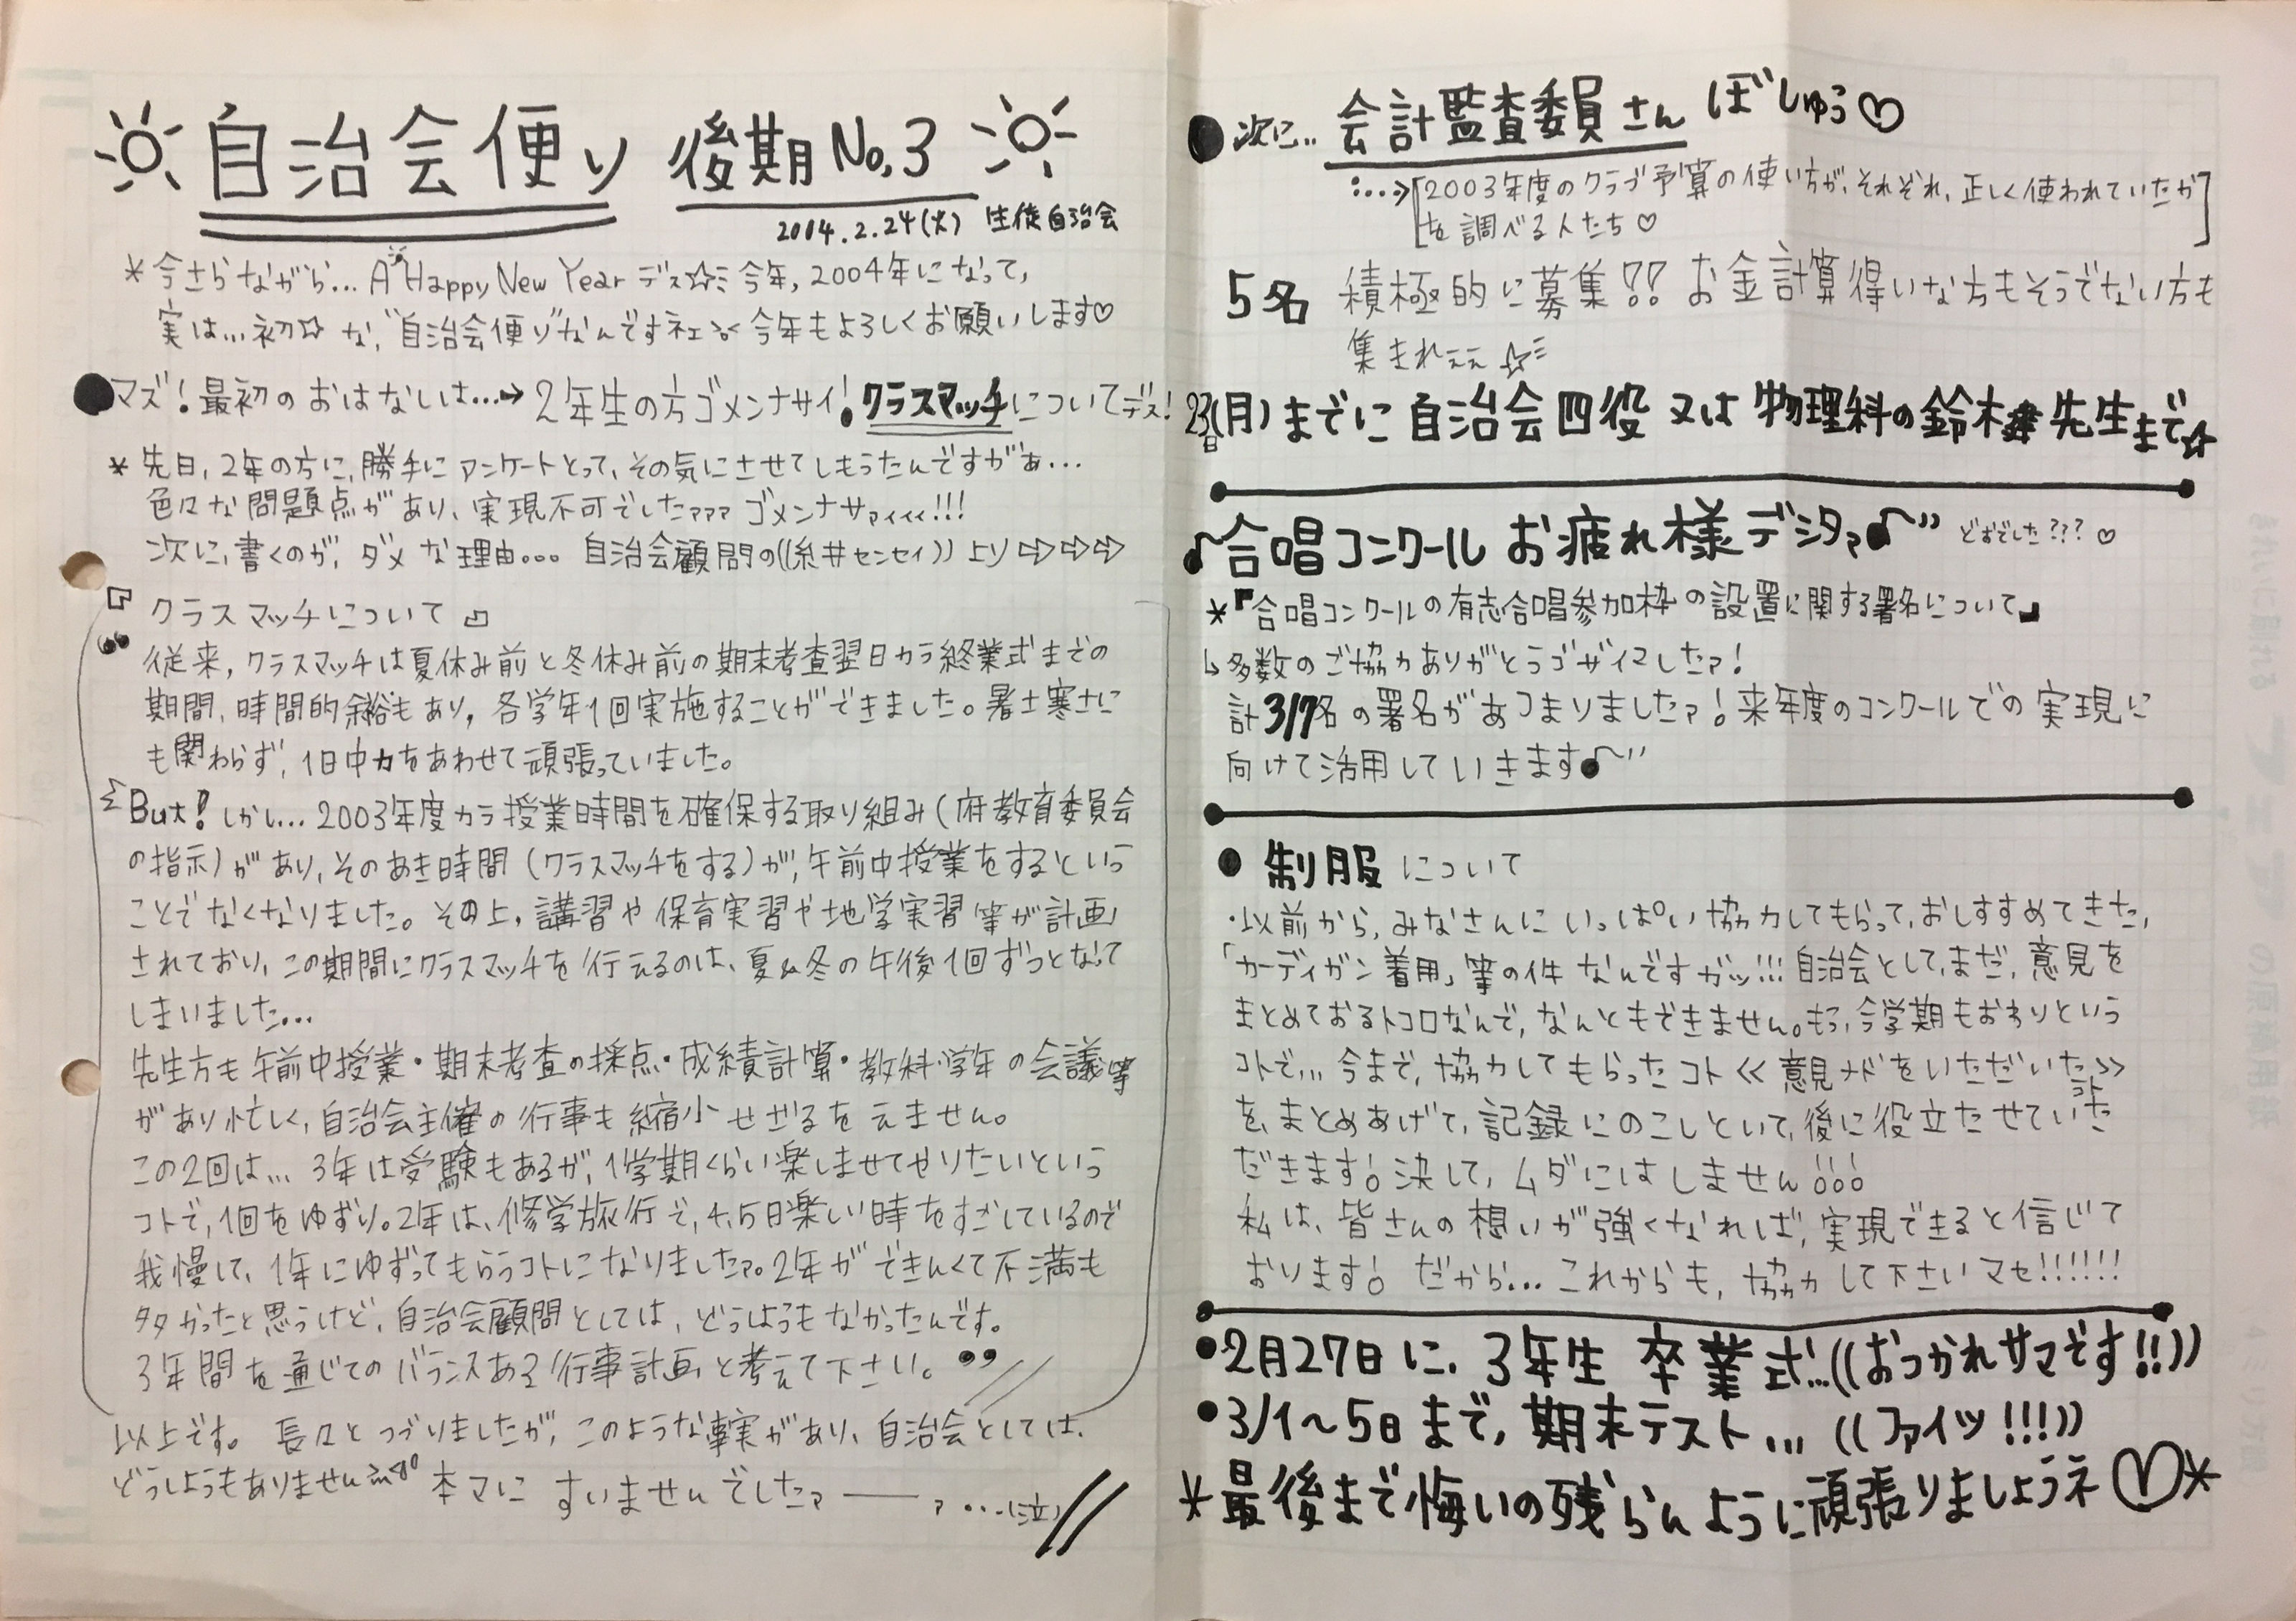 自治会便り 後期 No.3
2004.2.24(火) 生徒自治会
*今さらながら…A Happy New Year デス☆ミ 今年,2004年になって,
実は…初☆ な,"自治会便り"なんですネェ>< 今年もよろしくお願いします♡
●マズ!最初のおはなしは…→2年生の方ゴメンナサイ!クラスマッチについてデス!
*先日,2年の方に,勝手にアンケートとって,その気にさせてしもうたんですがぁ…
色々な問題点があり、実現不可でしたァァァ ゴメンナサァィィィ!!!
次に,書くのが,ダメな理由。。。 自治会顧問の((糸井センセイ))より⇨⇨⇨
『クラスマッチについて』
従来,クラスマッチは夏休み前と冬休み前の期末考査翌日カラ終業式までの
期間,時間的余裕もあり,各学年1回実施することができました。暑さ寒さに
も関わらず,1日中力をあわせて頑張っていました。
But!しかし…2003年度カラ授業時間を確保する取り組み(府教育委員会
の指示)があり,そのあき時間(クラスマッチをする)が,午前中授業をするという
ことでなくなりました。その上,講習や保育実習や地学実習等が計画
されており,この期間にクラスマッチを行えるのは、夏&冬の午後1回ずつとなって
しまいました…
先生方も午前中授業・期末考査の採点・成績計算・教科・学年の会議等
があり忙しく,自治会主催の行事も縮小せざるをえません。
この2回は…3年は受験もあるが,1学期くらい楽しませてやりたいという
コトで,1回をゆずり。2年は、修学旅行で,4,5日楽しい時をすごしているので
我慢して、1年にゆずってもらうコトになりましたァ。2年ができんくて不満も
多かったと思うけど,自治会顧問としては,どうしようもなかったんです。
3年間を通じてのバランスある行事計画と考えて下さい。
以上です。長々とつづりましたが,このような事実があり、自治会としては,
どうしようもありません 本マに すいませんでしたァ――ァ…(泣)
●次に…会計監査委員さん ぼしゅう♡
[2003年度のクラブ予算の使い方が,それぞれ,正しく使われていたか
を調べる人たち♡]
5名 積極的に募集!!お金計算得いな方もそうでない方も
集まれェェ☆ミ
23日(月)までに自治会四役又は物理科の鈴木 先生まで☆
♪合唱コンクールお疲れ様デシタァ♪ どおでした???♡
*『合唱コンクールの有志合唱参加枠の設置に関する署名について』
↳多数のご協力ありがとうゴザイマしたァ!
計317名の署名があつまりましたァ!来年度のコンクールでの実現に
向けて活用していきます♪
●制服について
・以前から,みなさんにいっぱい協力してもらって,おしすすめてきた,
「カーディガン着用」等の件なんですガッ!!!自治会として,まだ,意見を
まとめておるトコロなんで,なんともできません。もう,今学期もおわりという
コトで…今まで,協力してもらったコト≪意見ナドをいただいたコト≫
を,まとめあげて,記録にのこしといて,後に役立たせていた
だきます!決して,ムダにはしません!!!
私は、皆さんの想いが強くなれば,実現できると信じて
おります!だから…これからも,協力して下さいマセ!!!!!!
●2月27日に,3年生 卒業式…((おつかれサマです!!))
●3/1～5日まで,期末テスト…((ファイツ!!!))
*最後まで悔いの残らんように頑張りましょうネ♡*